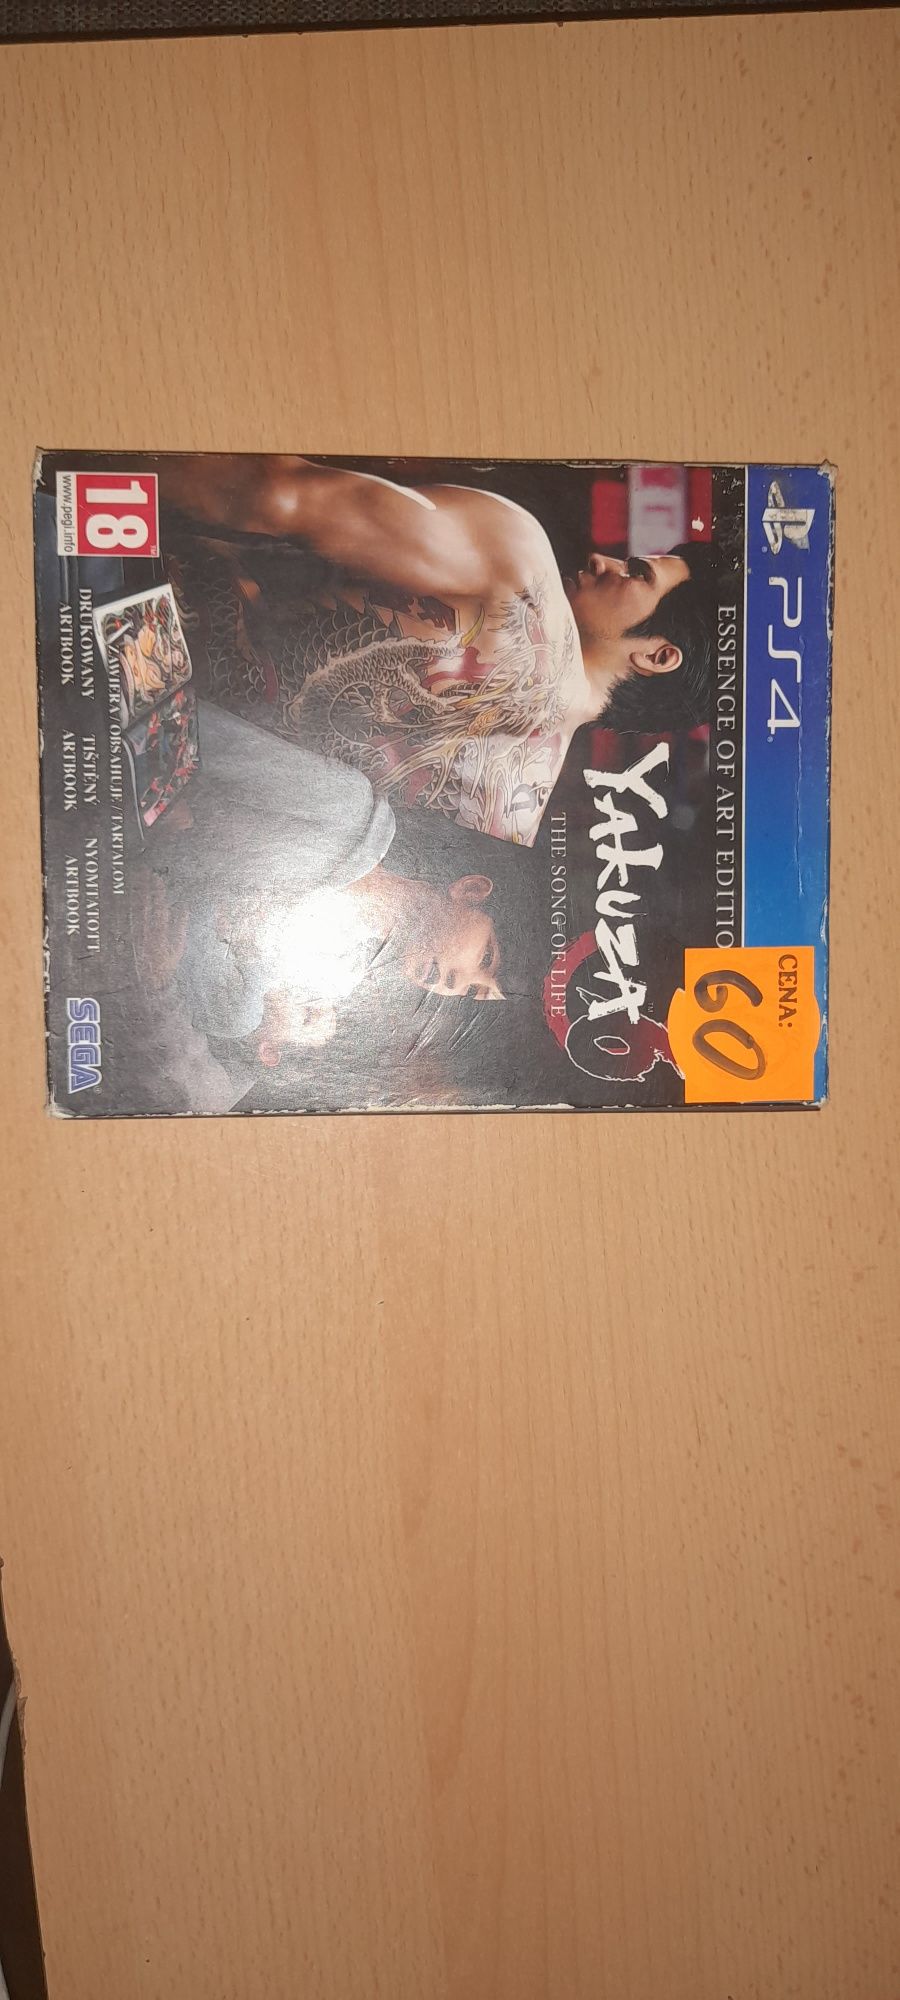 PS4
ESSENCE OF ART EDITIO
CENA:
60
YAKUZA
THE SONG OF LIFE
ZAWIERA/OBSAHUJE/TARTALOM
DRUKOWANY
ARTBOOK
TIŠTĚNÝ
ARTBOOK
NYOMTATOTT
ARTBOOK
18
www.pegi.info
SEGA